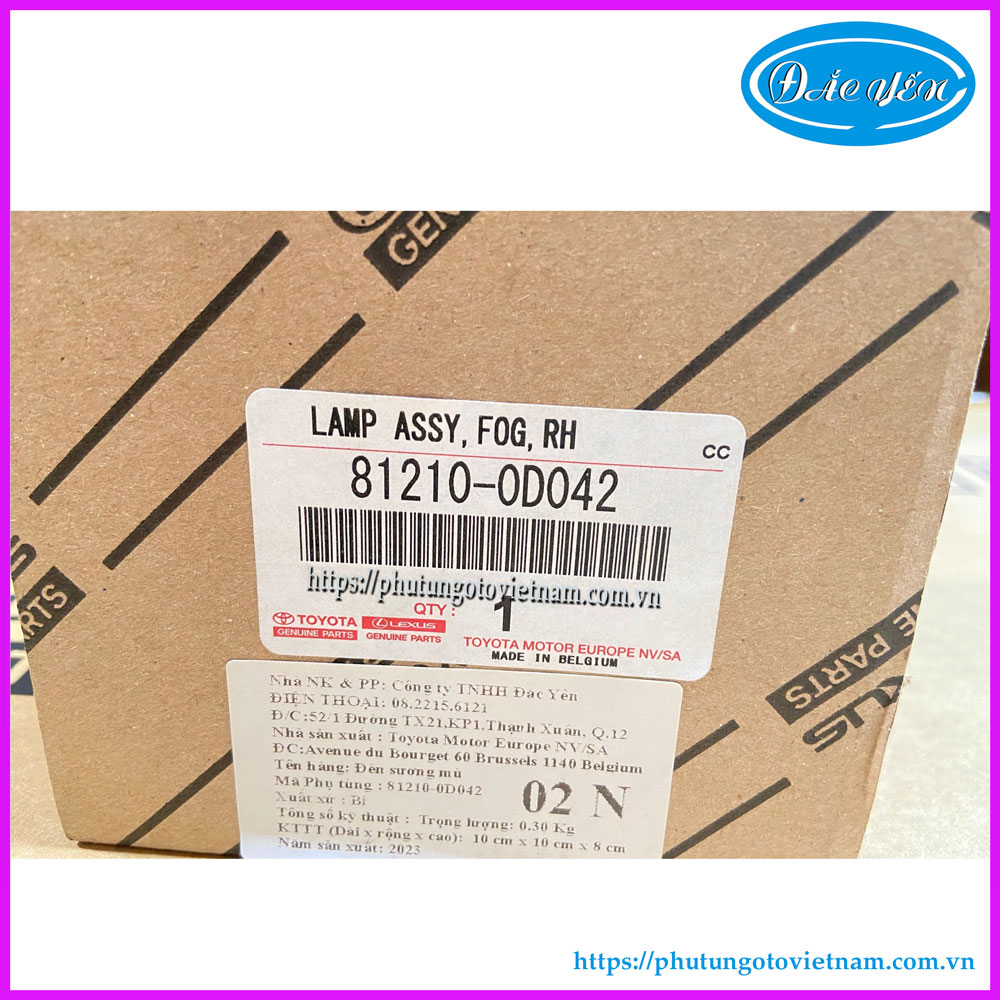 ĐẮC YẾN
GEN
LAMP ASSY, FOG, RH
CC
81210-0D042
https://phutungotovietnam.com.vn
QTY : 1
TOYOTA
GENUINE PARTS
LEXUS
GENUINE PARTS
TOYOTA MOTOR EUROPE NV/SA
MADE IN BELGIUM
PARTS
NE PARTS
XUS
Nhà NK & PP: Công ty TNHH Đắc Yên
ĐIỆN THOẠI: 08.2215.6121
Đ/C:52/1 Đường TX21,KP1,Thạnh Xuân, Q.12
Nhà sản xuất : Toyota Motor Europe NV/SA
ĐC:Avenue du Bourget 60 Brussels 1140 Belgium
Tên hàng: Đèn sương mù
Mã Phụ tùng : 81210-0D042
Xuất xứ : Bỉ
02 N
Tổng số kỹ thuật : Trọng lượng: 0.30 Kg
KTTT (Dài x rộng x cao): 10 cm x 10 cm x 8 cm
Năm sản xuất: 2023
https://phutungotovietnam.com.vn